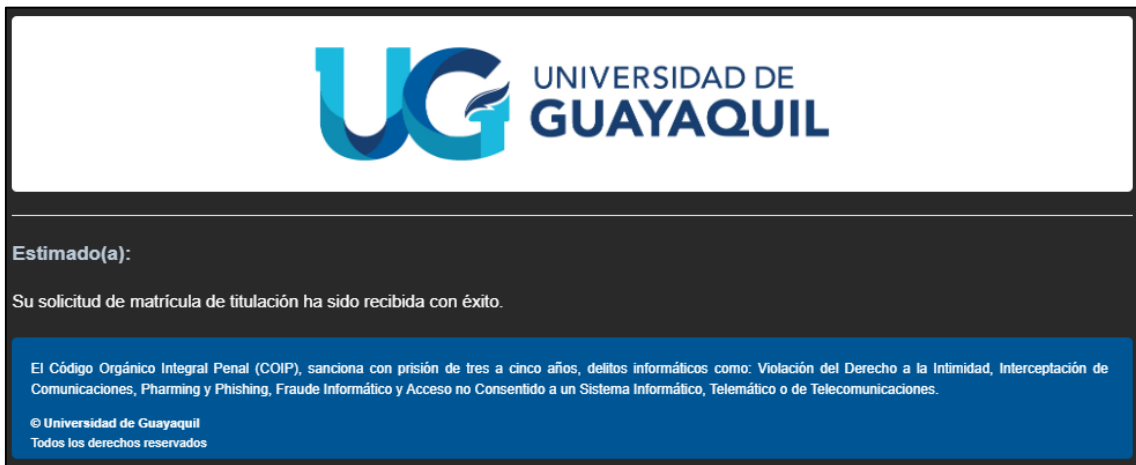 UG
UNIVERSIDAD DE
GUAYAQUIL
Estimado(a):
Su solicitud de matrícula de titulación ha sido recibida con éxito.
El Código Orgánico Integral Penal (COIP), sanciona con prisión de tres a cinco años, delitos informáticos como: Violación del Derecho a la Intimidad, Interceptación de
Comunicaciones, Pharming y Phishing, Fraude Informático y Acceso no Consentido a un Sistema Informático, Telemático o de Telecomunicaciones.
© Universidad de Guayaquil
Todos los derechos reservados